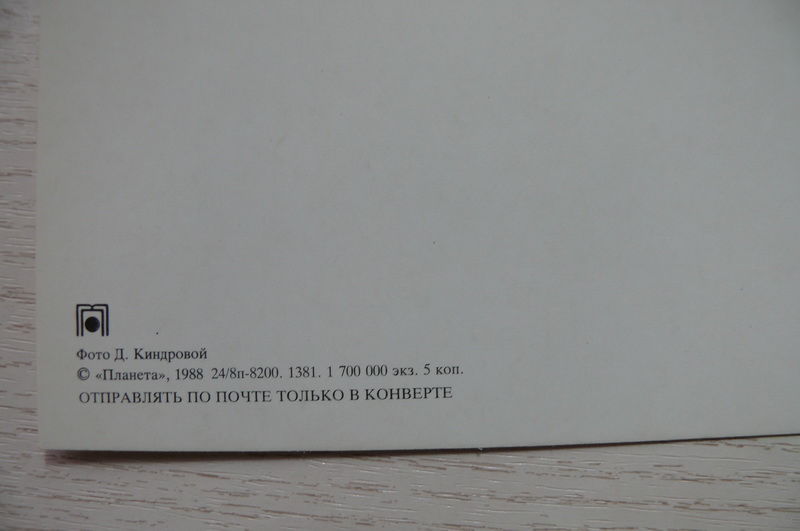 Фото Д. Киндровой
© «Планета», 1988 24/8п-8200. 1381. 1 700 000 экз. 5 коп.
ОТПРАВЛЯТЬ ПО ПОЧТЕ ТОЛЬКО В КОНВЕРТЕ